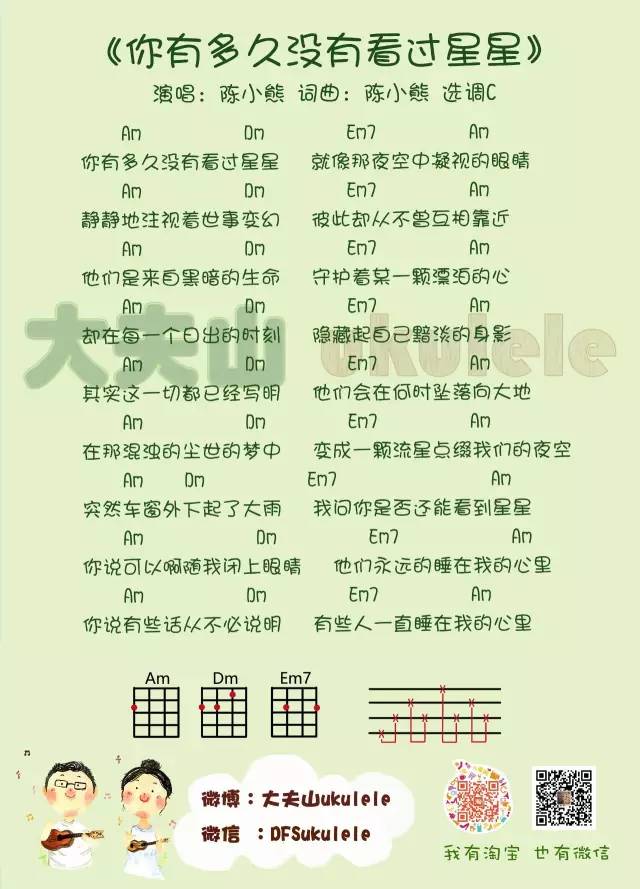 《你有多久没有看过星星》
演唱：陈小熊 词曲：陈小熊 选调C
Am Dm Em7 Am
你有多久没有看过星星 就像那夜空中凝视的眼睛
Am Dm Em7 Am
静静地注视着世事变幻 彼此却从不曾互相靠近
Am Dm Em7 Am
他们是来自黑暗的生命 守护着某一颗漂泊的心
Am Dm Em7 Am
却在每一个日出的时刻 隐藏起自己黯淡的身影
大夫山 ukulele
Am Dm Em7 Am
其实这一切都已经写明 他们会在何时坠落向大地
Am Dm Em7 Am
在那混浊的尘世的梦中 变成一颗流星点缀我们的夜空
Am Dm Em7 Am
突然车窗外下起了大雨 我问你是否还能看到星星
Am Dm Em7 Am
你说可以啊随我闭上眼睛 他们永远的睡在我的心里
Am Dm Em7 Am
你说有些话从不必说明 有些人一直睡在我的心里
Am Dm Em7
微博：大夫山ukulele
微信 ：DFSukulele
我有淘宝 也有微信